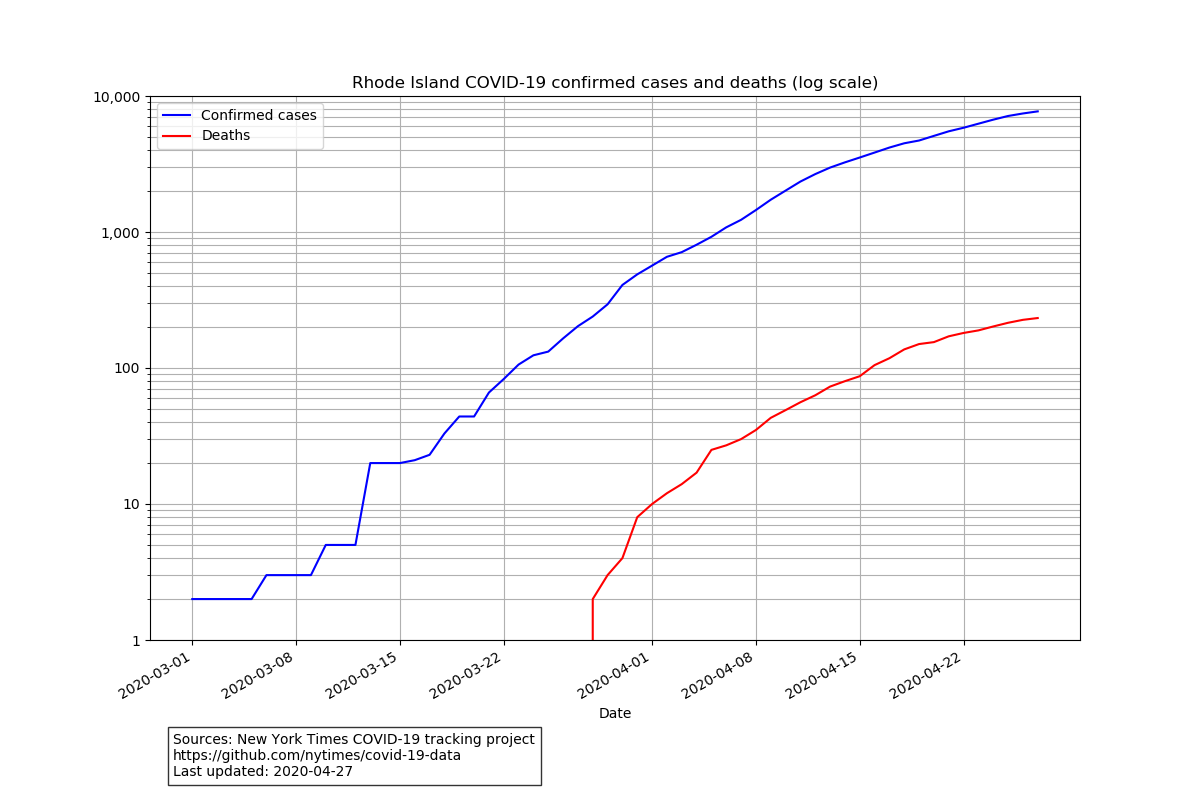 Rhode Island COVID-19 confirmed cases and deaths (log scale)
Confirmed cases
Deaths
10,000
1,000
100
10
1
2020-03-01
2020-03-08
2020-03-15
2020-03-22
2020-04-01
2020-04-08
2020-04-15
2020-04-22
Date
Sources: New York Times COVID-19 tracking project
https://github.com/nytimes/covid-19-data
Last updated: 2020-04-27